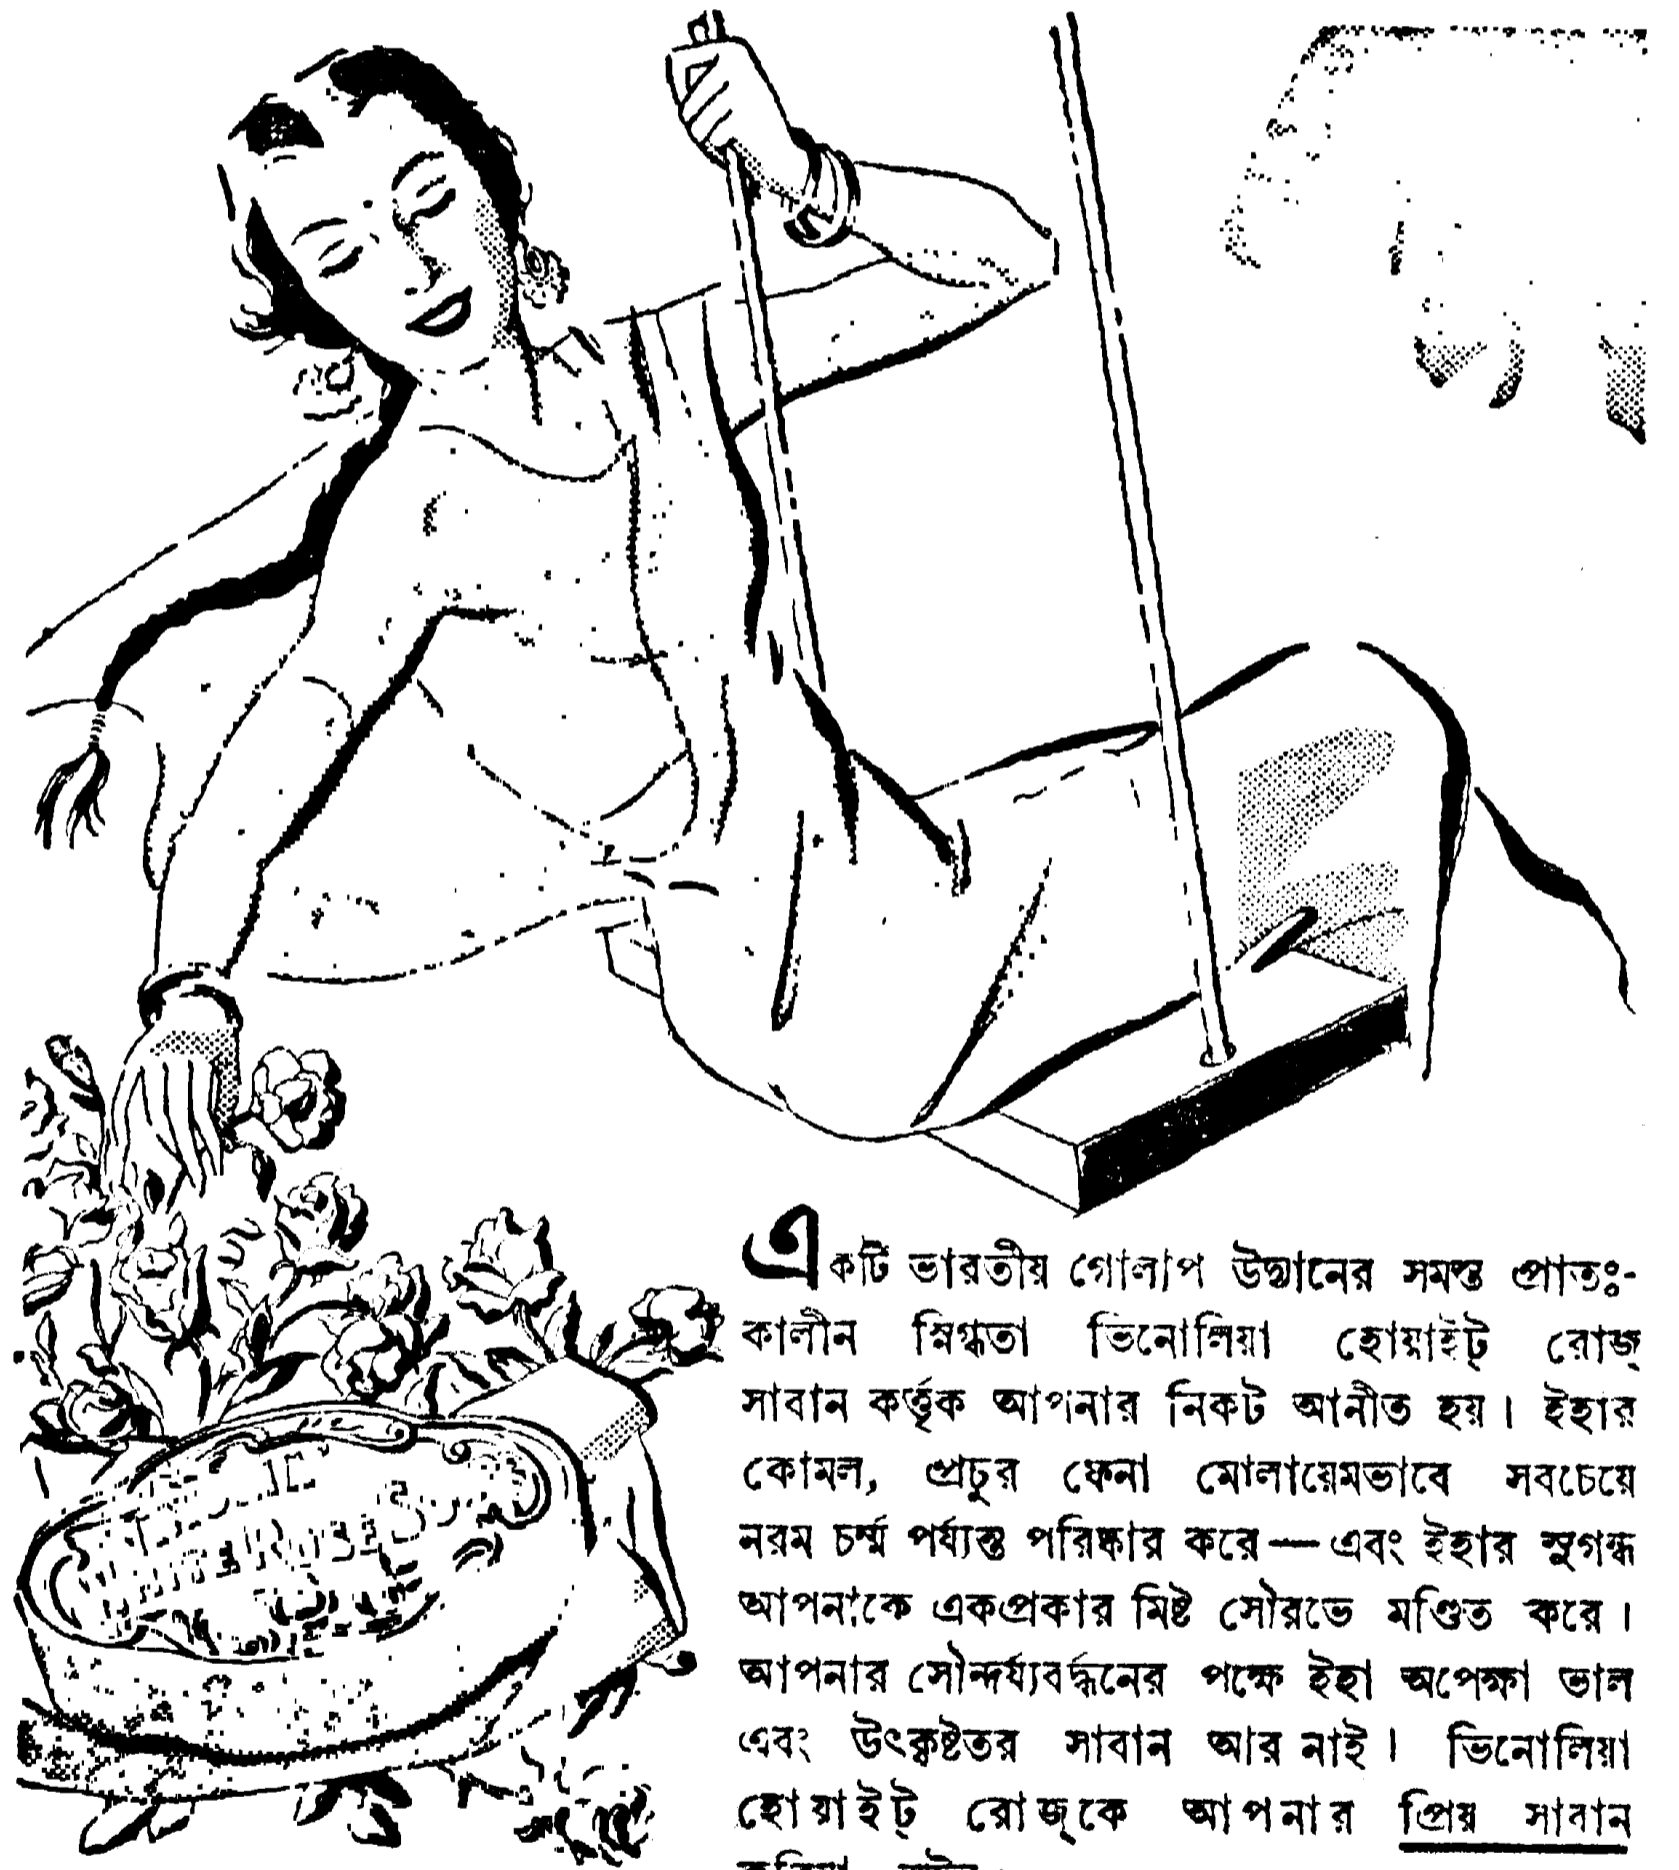 একটি ভারতীয় গোলাপ উদ্যানের সমস্ত প্রাতঃ-
কালীন স্নিগ্ধতা ভিনোলিয়া হোয়াইট্ রোজ্
সাবান কর্ত্তৃক আপনার নিকট আনীত হয়। ইহার
কোমল, প্রচুর ফেনা মোলায়েমভাবে সবচেয়ে
নরম চর্ম্ম পর্য্যন্ত পরিষ্কার করে—এবং ইহার সুগন্ধ
আপনাকে একপ্রকার মিষ্ট সৌরভে মণ্ডিত করে।
আপনার সৌন্দর্য্যবর্দ্ধনের পক্ষে ইহা অপেক্ষা ভাল
এবং উৎকৃষ্টতর সাবান আর নাই। ভিনোলিয়া
হোয়াইট্ রোজ্‌কে আপনার প্রিয় সাবান